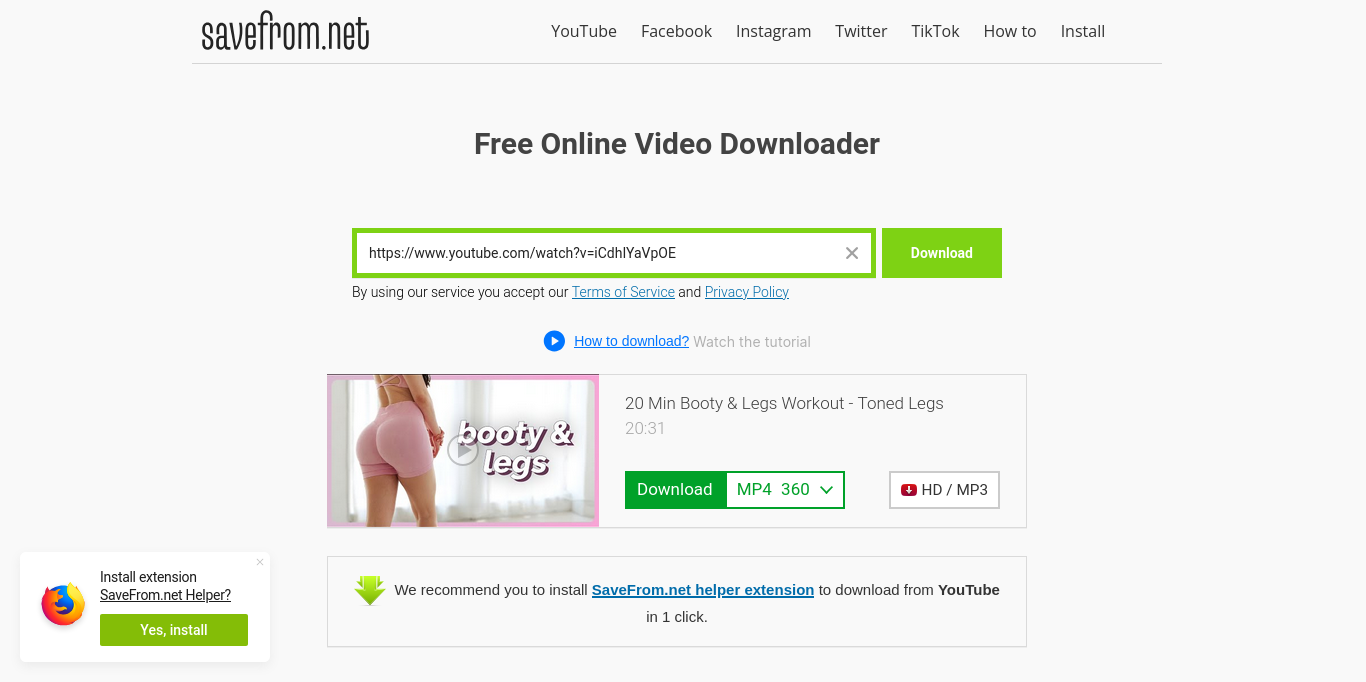 savefrom.net
YouTube Facebook Instagram Twitter TikTok How to Install
Free Online Video Downloader
https://www.youtube.com/watch?v=iCdhIYaVpOE
Download
By using our service you accept our Terms of Service and Privacy Policy
How to download? Watch the tutorial
booty &
legs
20 Min Booty & Legs Workout - Toned Legs
20:31
Download MP4 360
HD / MP3
We recommend you to install SaveFrom.net helper extension to download from YouTube
in 1 click.
Install extension
SaveFrom.net Helper?
Yes, install